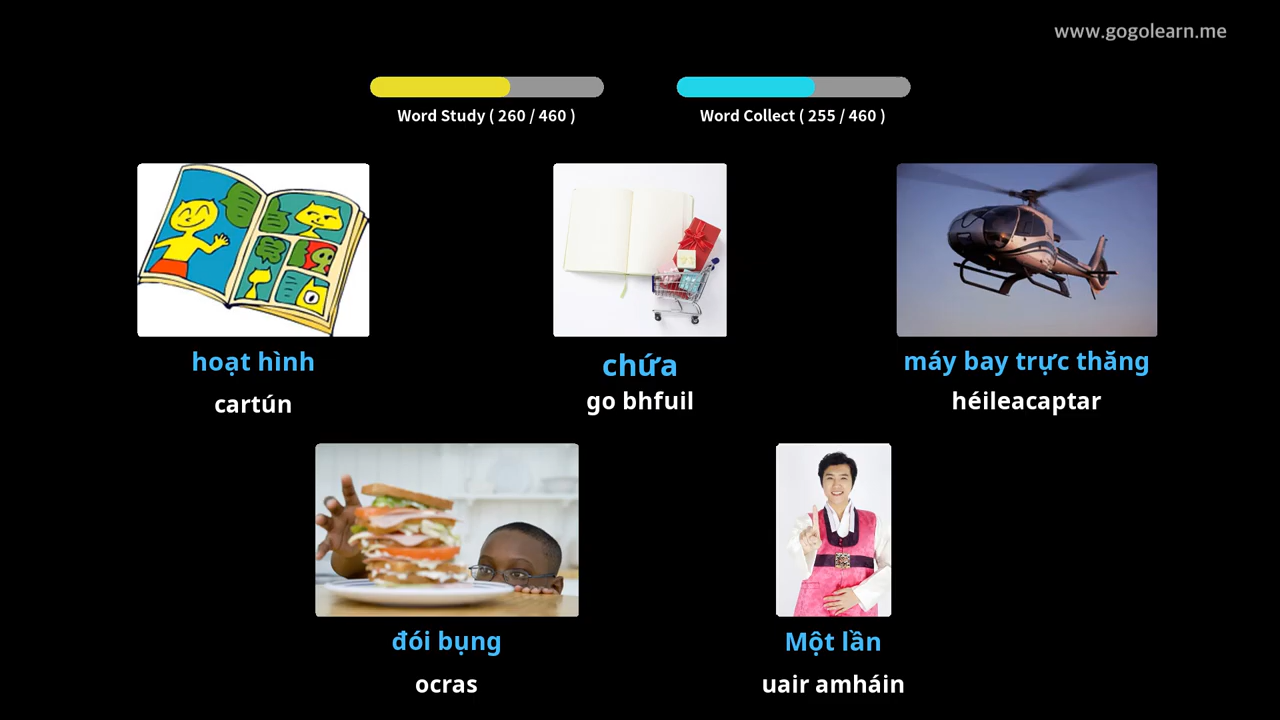 www.gogolearn.me
Word Study ( 260 / 460 )
Word Collect ( 255 / 460 )
hoạt hình
cartún
chứa
go bhfuil
máy bay trực thăng
héileacaptar
đói bụng
ocras
Một lần
uair amháin